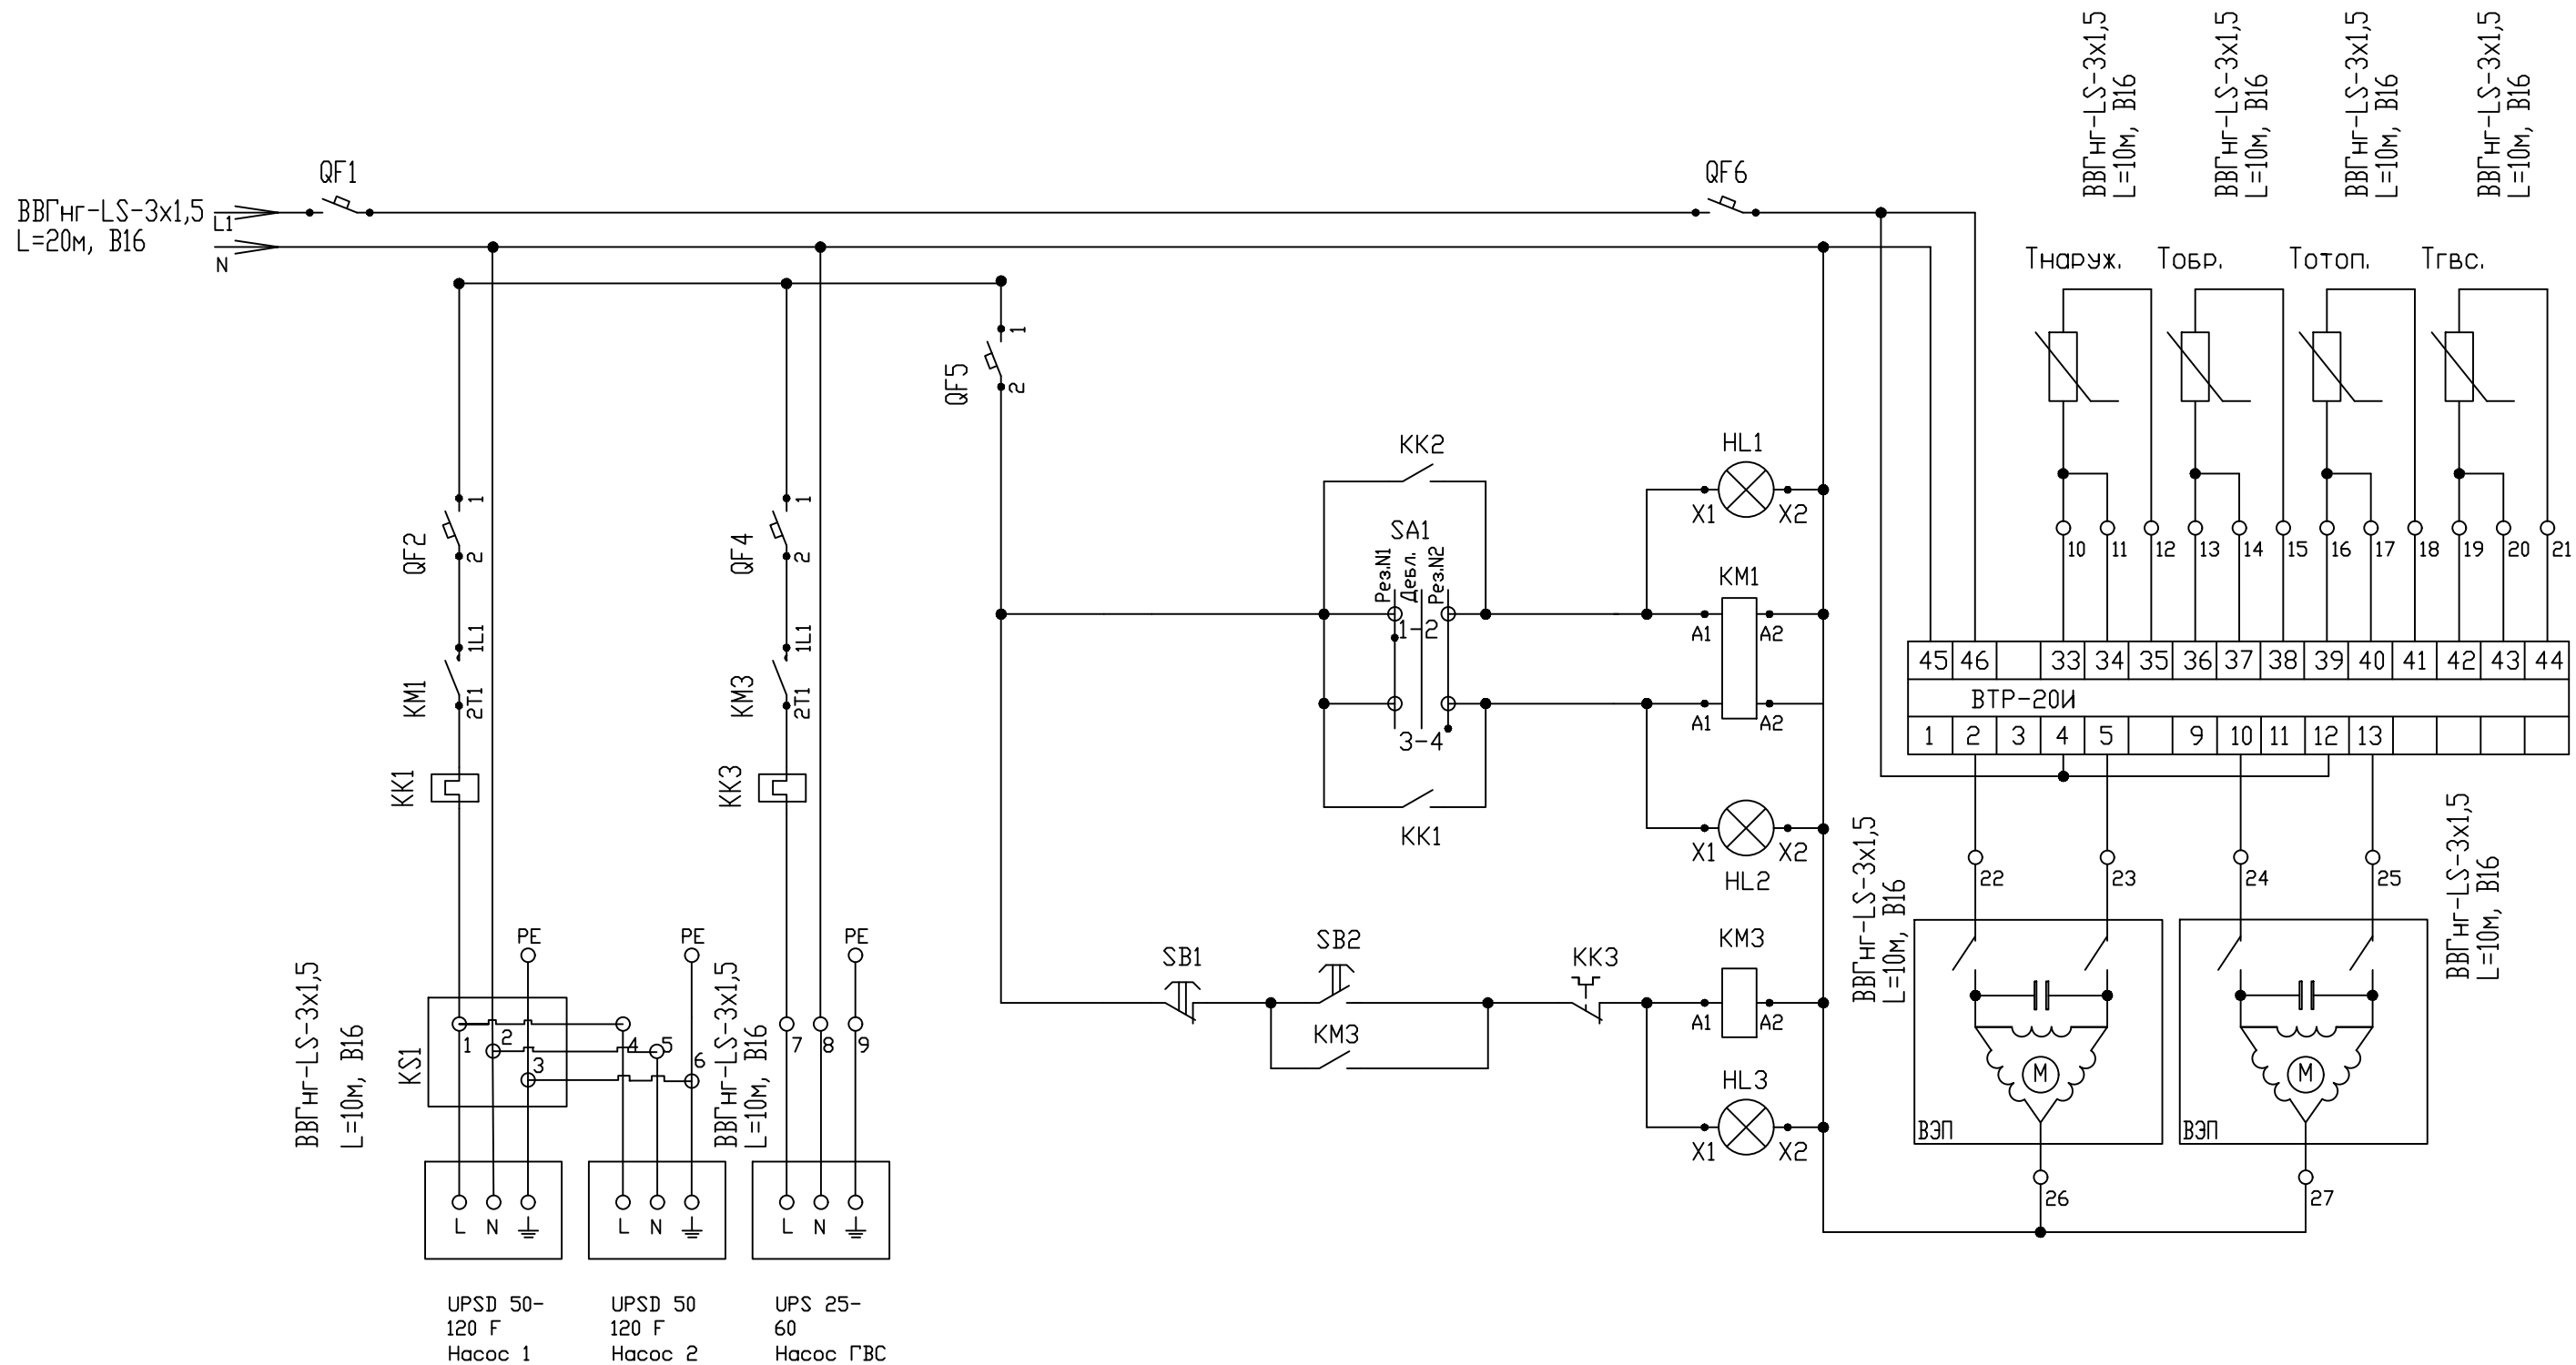 ВВГнг-LS-3х1,5
L=10м, В16
ВВГнг-LS-3х1,5
L=10м, В16
ВВГнг-LS-3х1,5
L=10м, В16
ВВГнг-LS-3х1,5
L=10м, В16
QF1
QF6
ВВГнг-LS-3х1,5
L=20м, В16
L1
N
Тнаруж.
Тобр.
Тотоп.
Тгвс.
1
QF5
2
KK2
HL1
X1
X2
SA1
Рез.N1
Дебл.
Рез.N2
1
QF2
2
1
QF4
2
10
11
12
13
14
15
16
17
18
19
20
21
KM1
1-2
A1
A2
1L1
KM1
2T1
1L1
KM3
2T1
45 46 33 34 35 36 37 38 39 40 41 42 43 44
ВТР-20И
1 2 3 4 5 9 10 11 12 13
3-4
A1
A2
KK1
KK3
KK1
X1
X2
HL2
ВВГнг-LS-3х1,5
L=10м, В16
22
23
24
25
ВВГнг-LS-3х1,5
L=10м, В16
PE
PE
PE
SB1
SB2
KK3
KM3
A1
A2
KM3
ВВГнг-LS-3х1,5
L=10м, В16
KS1
1
2
3
4
5
6
ВВГнг-LS-3х1,5
L=10м, В16
7
8
9
HL3
X1
X2
М
М
ВЭП
ВЭП
26
27
L
N
L
N
L
N
UPSD 50-
120 F
Насос 1
UPSD 50
120 F
Насос 2
UPS 25-
60
Насос ГВС